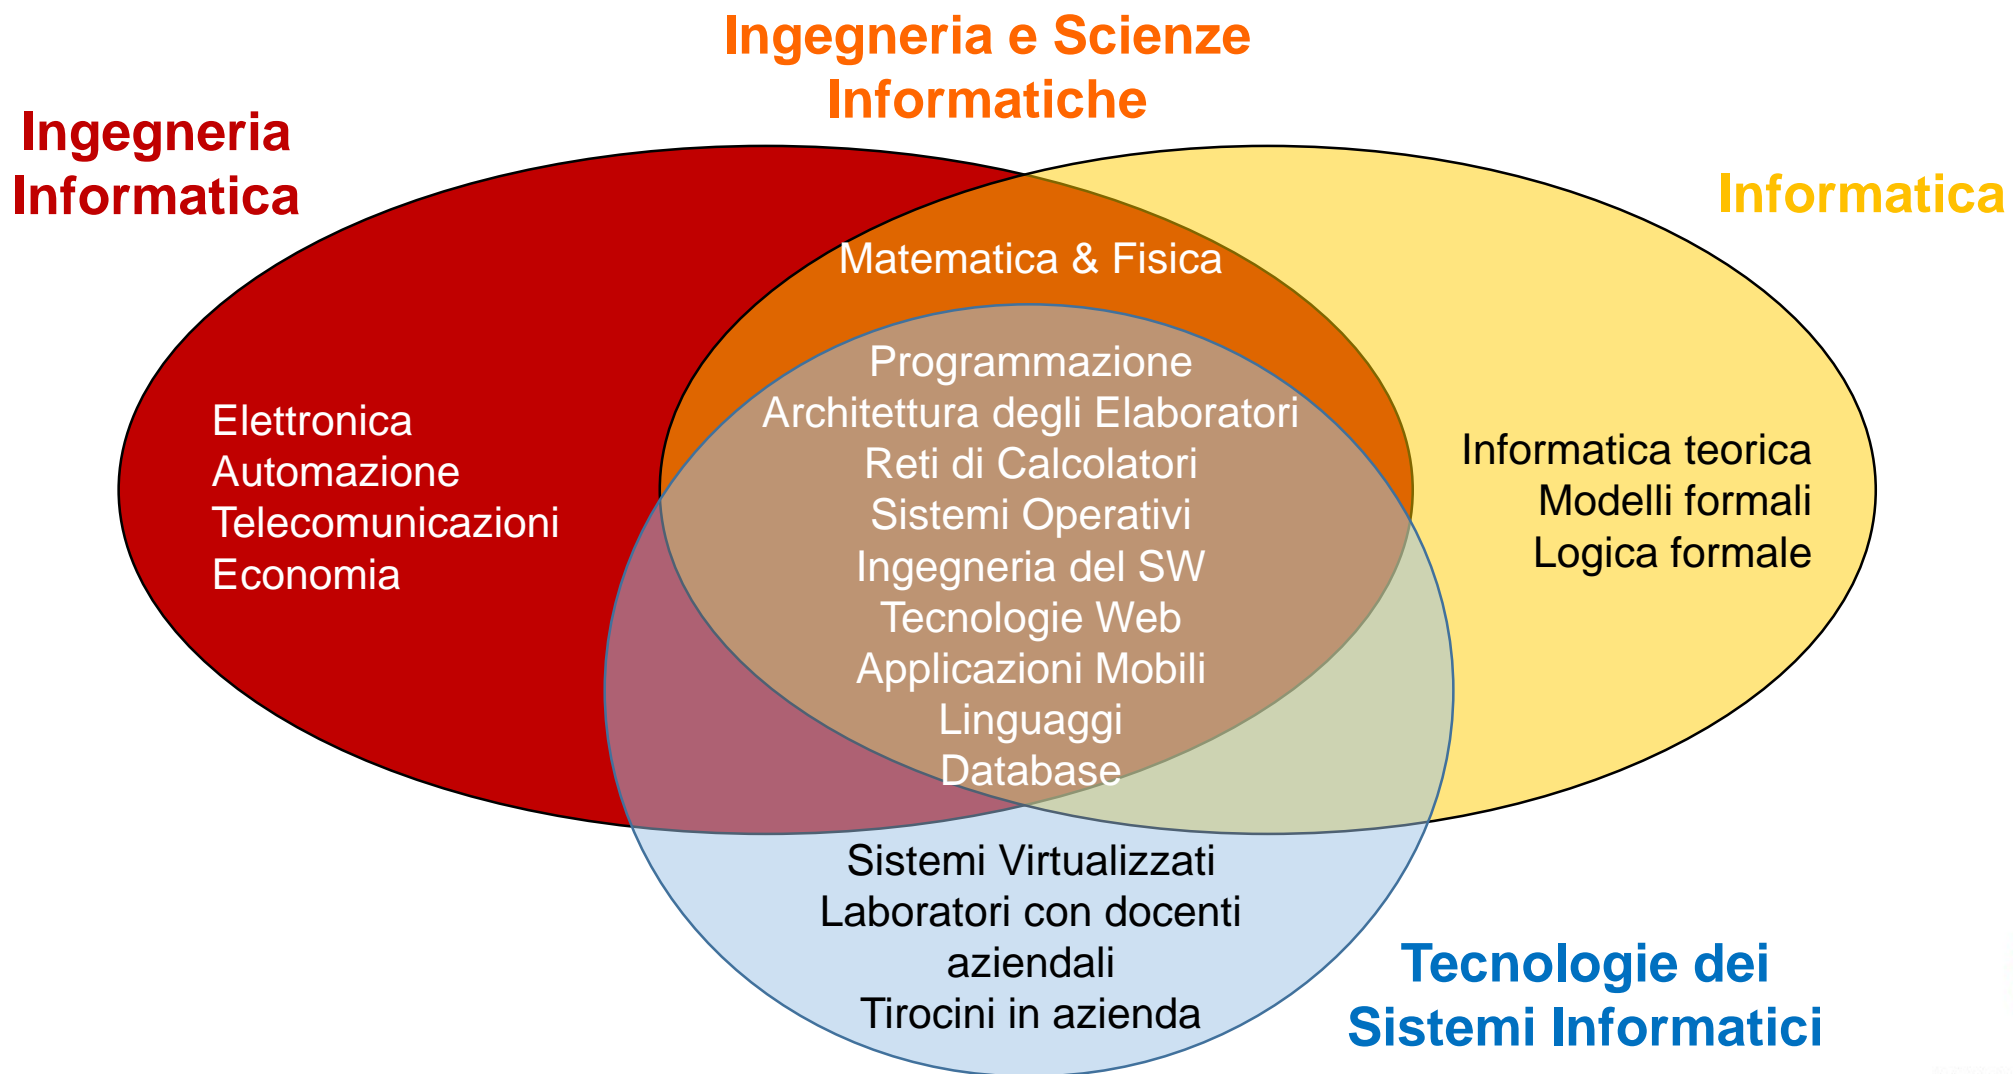 Ingegneria e Scienze
Informatiche
Ingegneria
Informatica
Informatica
Matematica & Fisica
Programmazione
Architettura degli Elaboratori
Reti di Calcolatori
Sistemi Operativi
Ingegneria del SW
Tecnologie Web
Applicazioni Mobili
Linguaggi
Database
Elettronica
Automazione
Telecomunicazioni
Economia
Informatica teorica
Modelli formali
Logica formale
Sistemi Virtualizzati
Laboratori con docenti
aziendali
Tirocini in azienda
Tecnologie dei
Sistemi Informatici